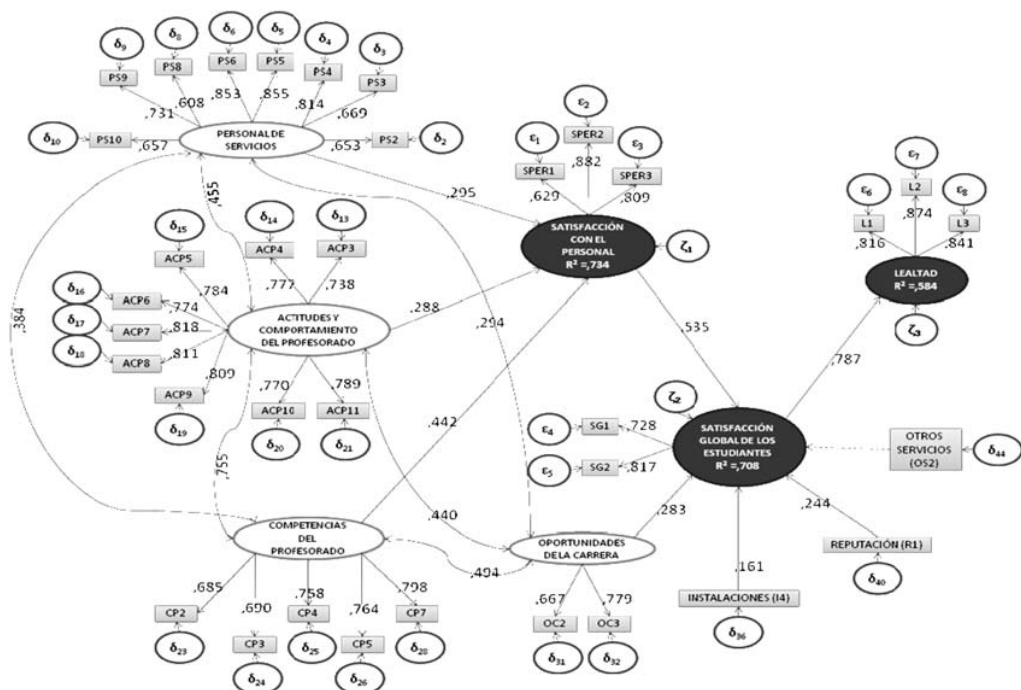 δ9
δ8
δ6
δ5
δ4
δ3
PS9
PS8
PS6
PS5
PS4
PS3
,731
,608
,853
,855
,814
,669
δ10
PS10
,657
PERSONAL DE
SERVICIOS
,653
PS2
δ2
ε1
ε2
ε3
SPER1
SPER2
SPER3
,629
,882
,809
,295
,455
SATISFACCIÓN
CON EL
PERSONAL
R² =,734
ζ1
ε6
ε7
ε8
L1
L2
L3
,816
,874
,841
LEALTAD
R² =,584
ζ3
δ15
δ14
δ13
ACP5
ACP4
ACP3
,784
,777
,738
δ16
ACP6
,774
δ17
ACP7
,818
δ18
ACP8
,811
ACTITUDES Y
COMPORTAMIENTO
DEL PROFESORADO
,288
,294
,384
,535
,787
,809
ACP9
δ19
,770
,789
ACP10
ACP11
δ20
δ21
,442
,755
,440
ζ2
ε4
SG1
,728
ε5
SG2
,817
SATISFACCIÓN
GLOBAL DE LOS
ESTUDIANTES
R² =,708
OTROS
SERVICIOS
(OS2)
δ44
COMPETENCIAS
DEL
PROFESORADO
,494
OPORTUNIDADES
DE LA CARRERA
,283
,244
REPUTACIÓN (R1)
δ40
,161
INSTALACIONES (I4)
δ36
,685
,690
,758
,764
,798
CP2
CP3
CP4
CP5
CP7
δ23
δ24
δ25
δ26
δ28
,667
,779
OC2
OC3
δ31
δ32